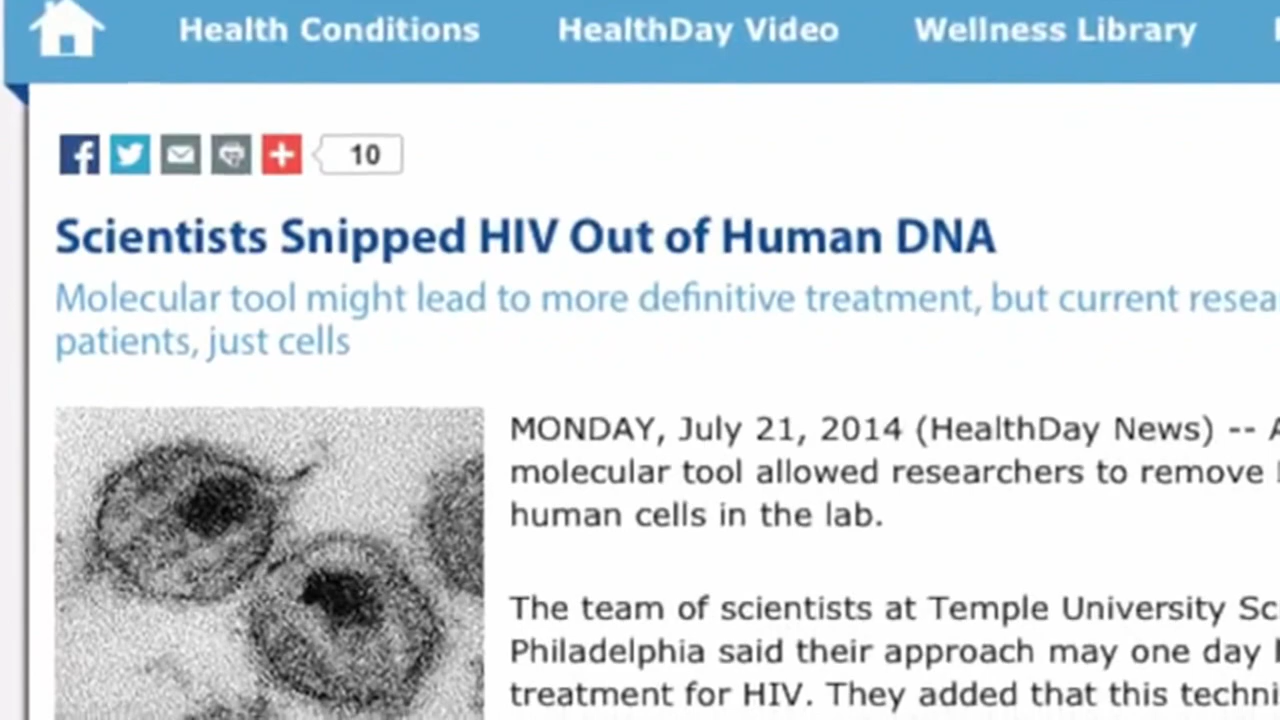 Health Conditions HealthDay Video Wellness Library
10
Scientists Snipped HIV Out of Human DNA
Molecular tool might lead to more definitive treatment, but current
patients, just cells
MONDAY, July 21, 2014 (HealthDay News) --
molecular tool allowed researchers to remove
human cells in the lab.
The team of scientists at Temple University
Philadelphia said their approach may one day
treatment for HIV. They added that this